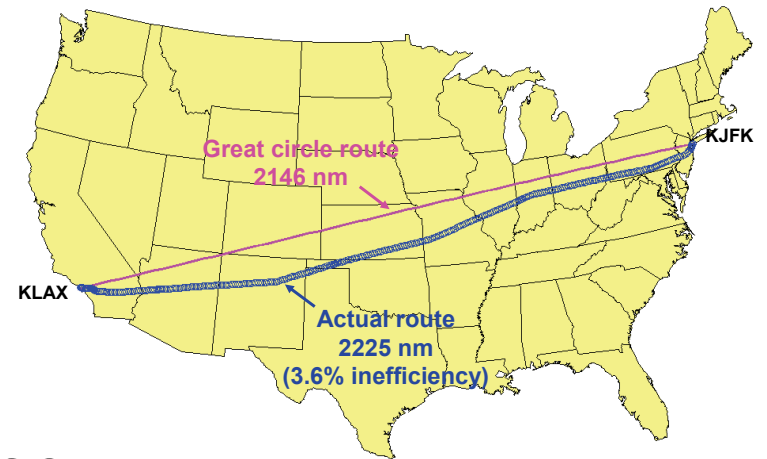 KJFK
Great circle route
2146 nm
KLAX
Actual route
2225 nm
(3.6% inefficiency)